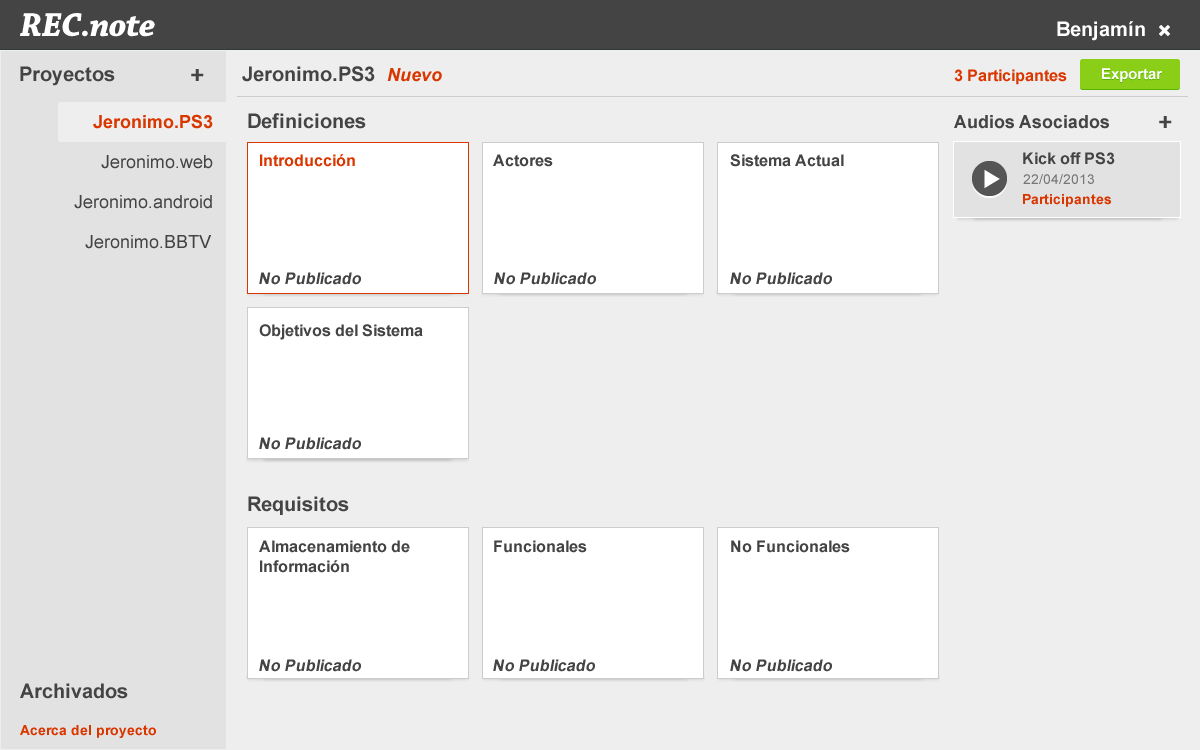 REC.note
Benjamín ×
Proyectos +
Jeronimo.PS3
Jeronimo.web
Jeronimo.android
Jeronimo.BBTV
Archivados
Acerca del proyecto
Jeronimo.PS3 Nuevo
3 Participantes
Exportar
Definiciones
Introducción
No Publicado
Actores
No Publicado
Sistema Actual
No Publicado
Objetivos del Sistema
No Publicado
Requisitos
Almacenamiento de
Información
No Publicado
Funcionales
No Publicado
No Funcionales
No Publicado
Audios Asociados +
Kick off PS3
22/04/2013
Participantes